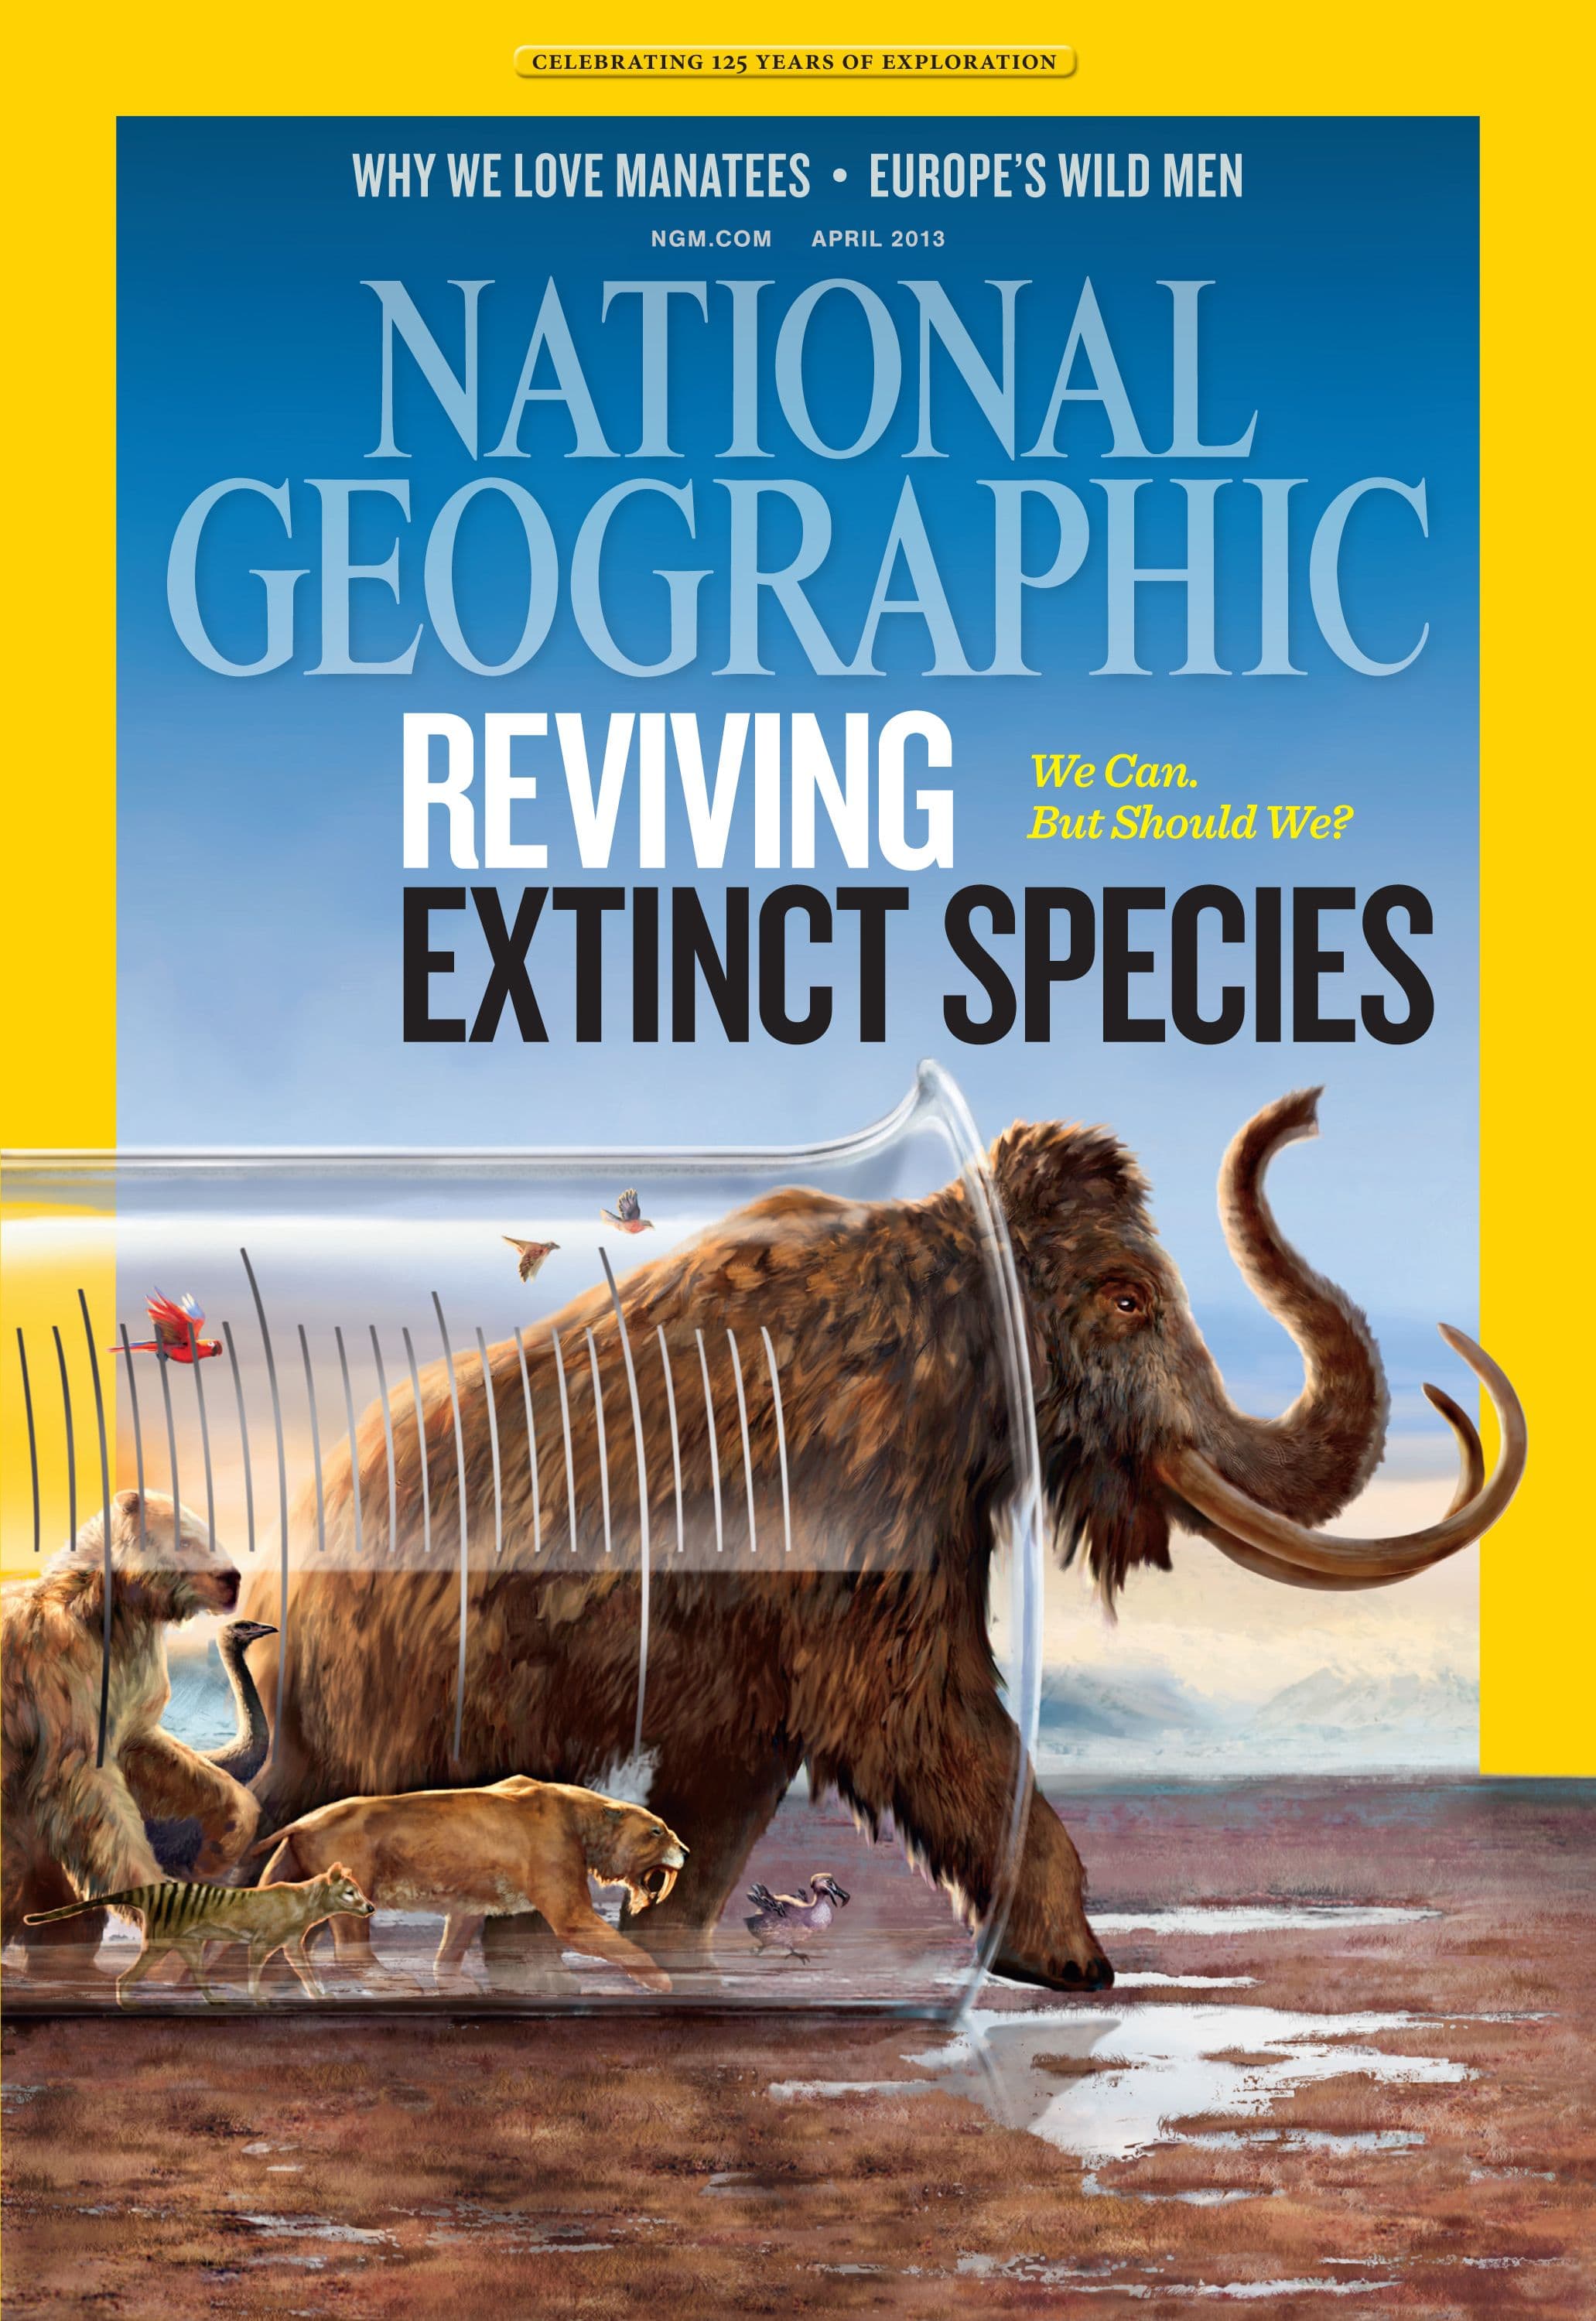 CELEBRATING 125 YEARS OF EXPLORATION
WHY WE LOVE MANATEES • EUROPE'S WILD MEN
NGM.COM APRIL 2013
NATIONAL
GEOGRAPHIC
REVIVING
We Can.
But Should We?
EXTINCT SPECIES